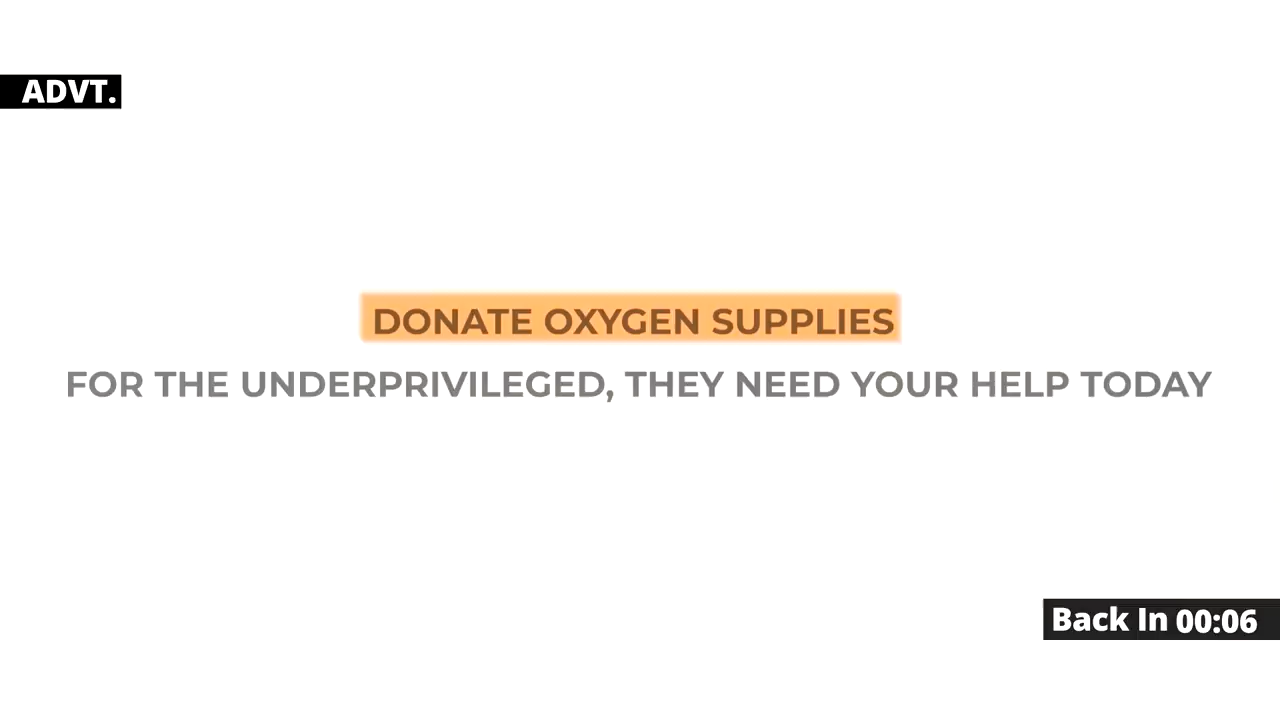 ADVT.
DONATE OXYGEN SUPPLIES
FOR THE UNDERPRIVILEGED, THEY NEED YOUR HELP TODAY
Back In 00:06